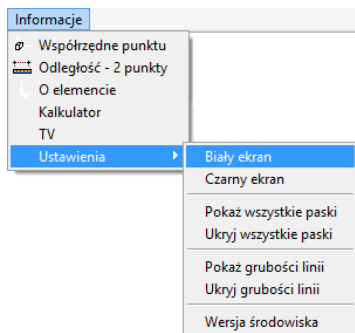 Informacje
Współrzędne punktu
Odległość - 2 punkty
O elemencie
Kalkulator
TV
Ustawienia
Biały ekran
Czarny ekran
Pokaż wszystkie paski
Ukryj wszystkie paski
Pokaż grubości linii
Ukryj grubości linii
Wersja środowiska